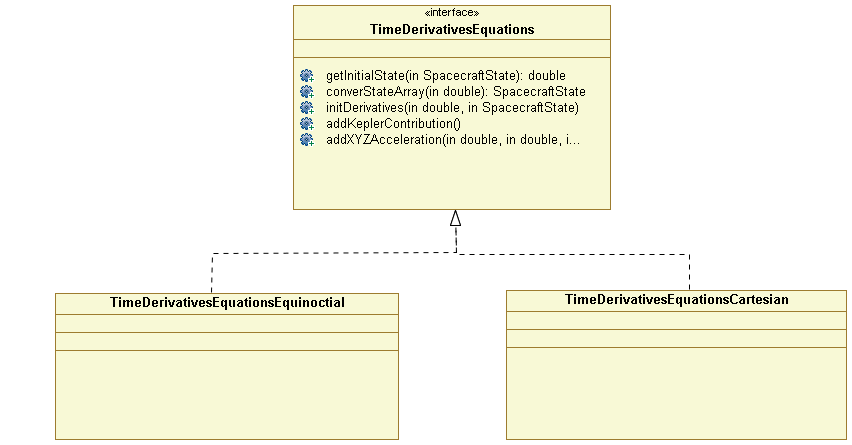 «interface»
TimeDerivativesEquations
getInitialState(in SpacecraftState): double
converStateArray(in double): SpacecraftState
initDerivatives(in double, in SpacecraftState)
addKeplerContribution()
addXYZAcceleration(in double, in double, i...
TimeDerivativesEquationsEquinoctial
TimeDerivativesEquationsCartesian